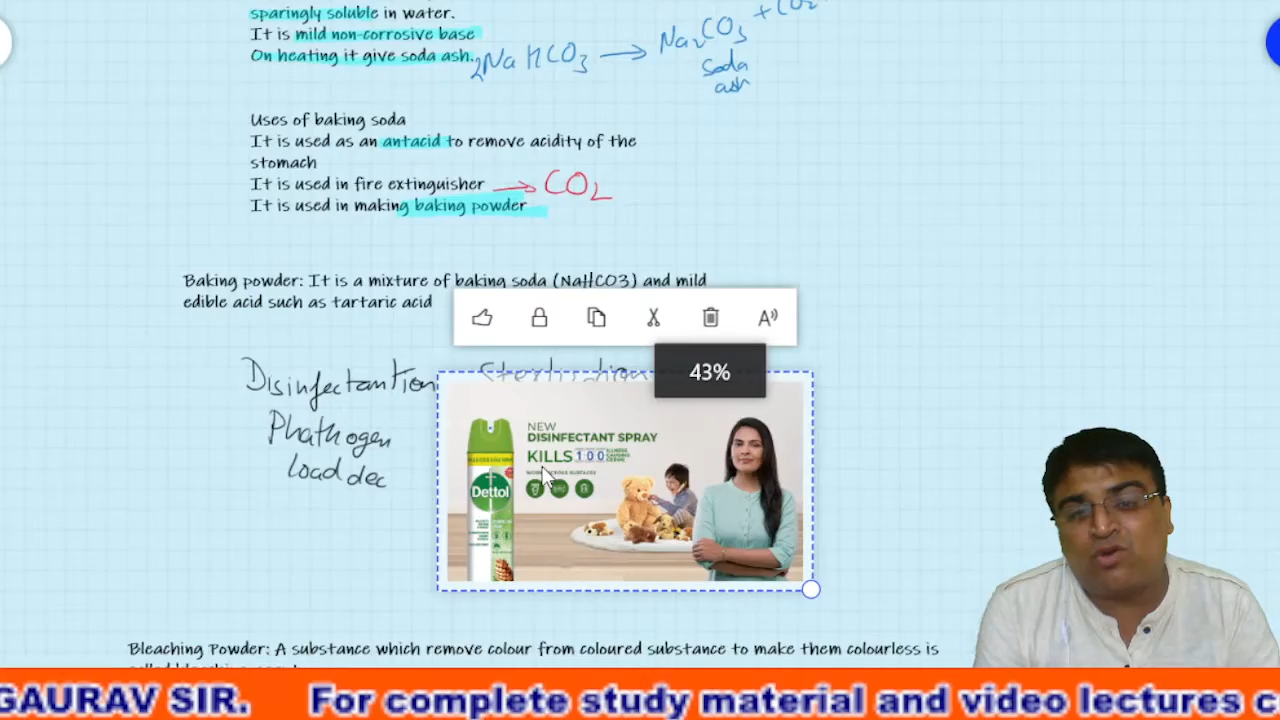 sparingly soluble in water.
It is mild non-corrosive base
On heating it give soda ash.
2NaHCO3 → Na2CO3 + CO2
soda
ash
Uses of baking soda
It is used as an antacid to remove acidity of the
stomach
It is used in fire extinguisher → CO2
It is used in making baking powder
Baking powder: It is a mixture of baking soda (NaHCO3) and mild
edible acid such as tartaric acid
43%
Disinfectantion
Phathogen
load dec
NEW
DISINFECTANT SPRAY
KILLS 100 ILLNESS CAUSING GERMS
Dettol
Bleaching Powder: A substance which remove colour from coloured substance to make them colourless is
GAURAV SIR. For complete study material and video lectures c